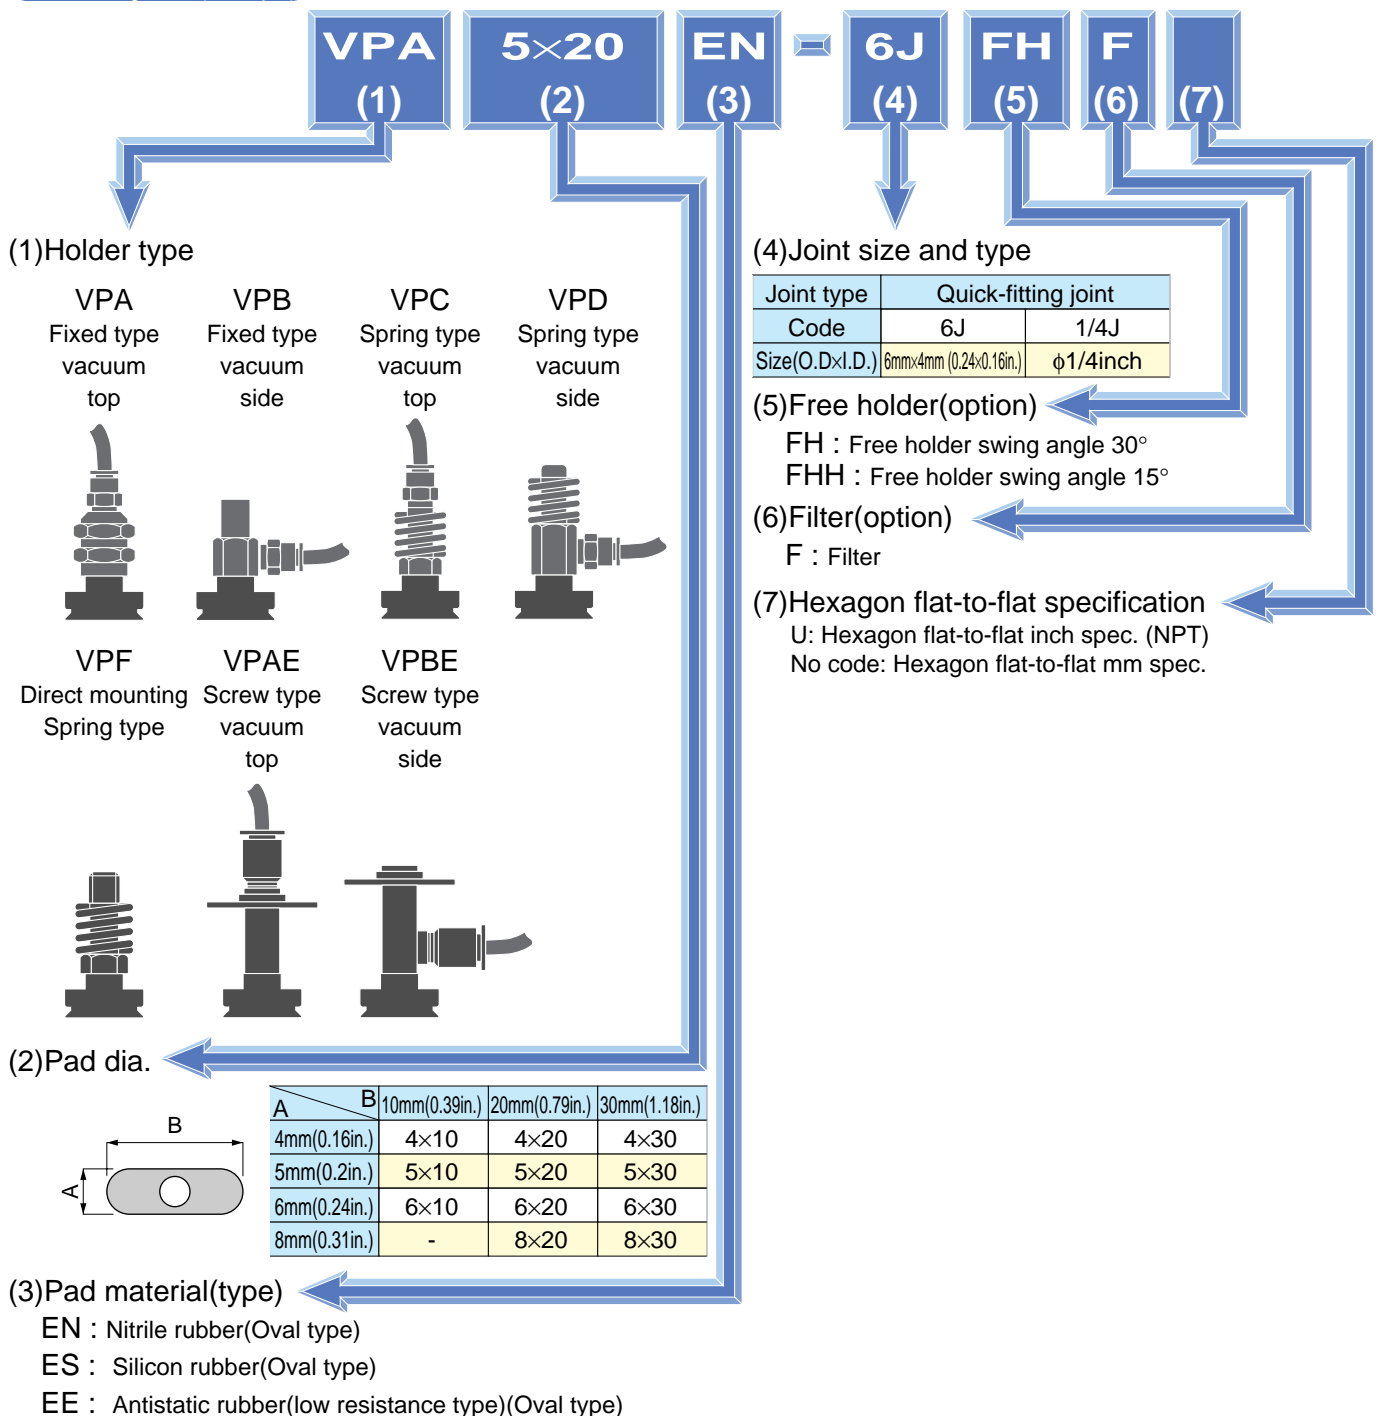 VPA 5×20 EN - 6J FH F
(1) (2) (3) (4) (5) (6) (7)
(1)Holder type
VPA
Fixed type
vacuum
top
VPB
Fixed type
vacuum
side
VPC
Spring type
vacuum
top
VPD
Spring type
vacuum
side
VPF
Direct mounting
Spring type
VPAE
Screw type
vacuum
top
VPBE
Screw type
vacuum
side
(2)Pad dia.
B
A
A B 10mm(0.39in.) 20mm(0.79in.) 30mm(1.18in.)
4mm(0.16in.) 4×10 4×20 4×30
5mm(0.2in.) 5×10 5×20 5×30
6mm(0.24in.) 6×10 6×20 6×30
8mm(0.31in.) - 8×20 8×30
(3)Pad material(type)
EN : Nitrile rubber(Oval type)
ES : Silicon rubber(Oval type)
EE : Antistatic rubber(low resistance type)(Oval type)
(4)Joint size and type
Joint type Quick-fitting joint
Code 6J 1/4J
Size(O.D×I.D.) 6mm×4mm (0.24×0.16in.) ϕ1/4inch
(5)Free holder(option)
FH : Free holder swing angle 30°
FHH : Free holder swing angle 15°
(6)Filter(option)
F : Filter
(7)Hexagon flat-to-flat specification
U: Hexagon flat-to-flat inch spec. (NPT)
No code: Hexagon flat-to-flat mm spec.